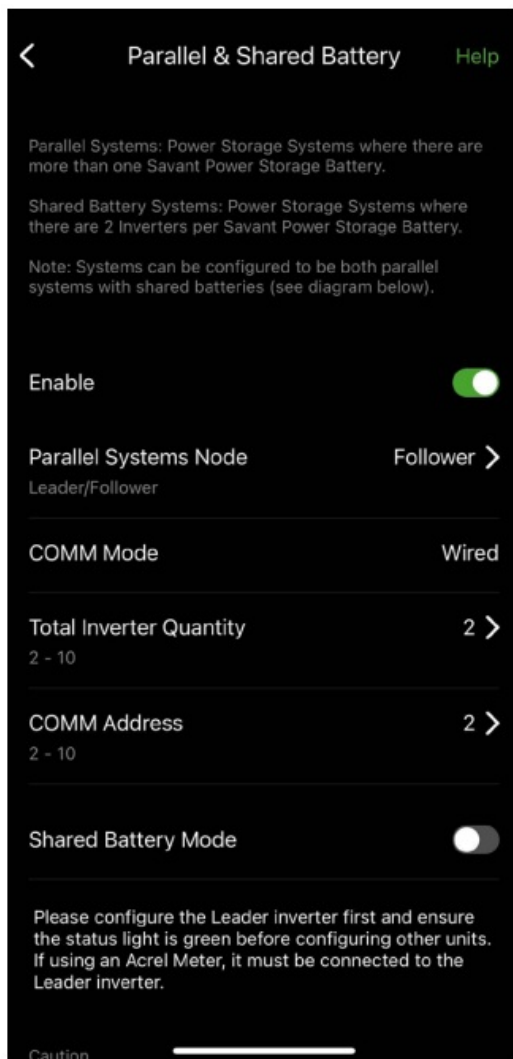 Parallel & Shared Battery
Help
Parallel Systems: Power Storage Systems where there are
more than one Savant Power Storage Battery.
Shared Battery Systems: Power Storage Systems where
there are 2 Inverters per Savant Power Storage Battery.
Note: Systems can be configured to be both parallel
systems with shared batteries (see diagram below).
Enable
Parallel Systems Node
Follower
Leader/Follower
COMM Mode
Wired
Total Inverter Quantity
2
2 - 10
COMM Address
2
2 - 10
Shared Battery Mode
Please configure the Leader inverter first and ensure
the status light is green before configuring other units.
If using an Acrel Meter, it must be connected to the
Leader inverter.
Caution